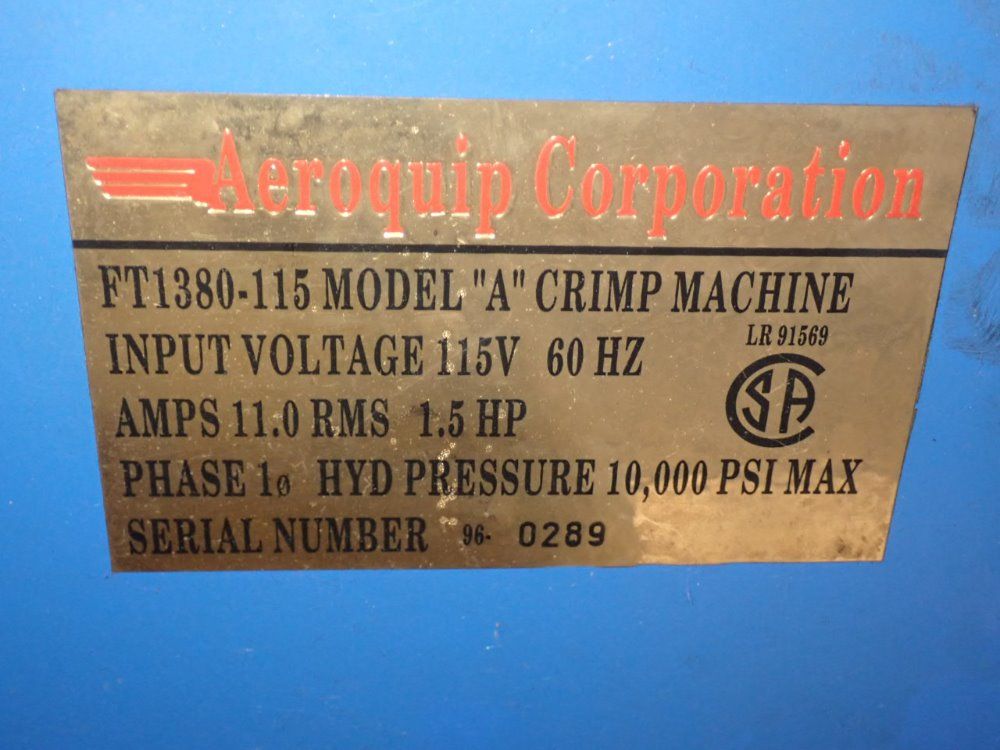 Aeroquip Corporation
FT1380-115 MODEL "A" CRIMP MACHINE
INPUT VOLTAGE 115V 60 HZ
LR 91569
CSA
AMPS 11.0 RMS 1.5 HP
PHASE 1ø HYD PRESSURE 10,000 PSI MAX
SERIAL NUMBER 96- 0289